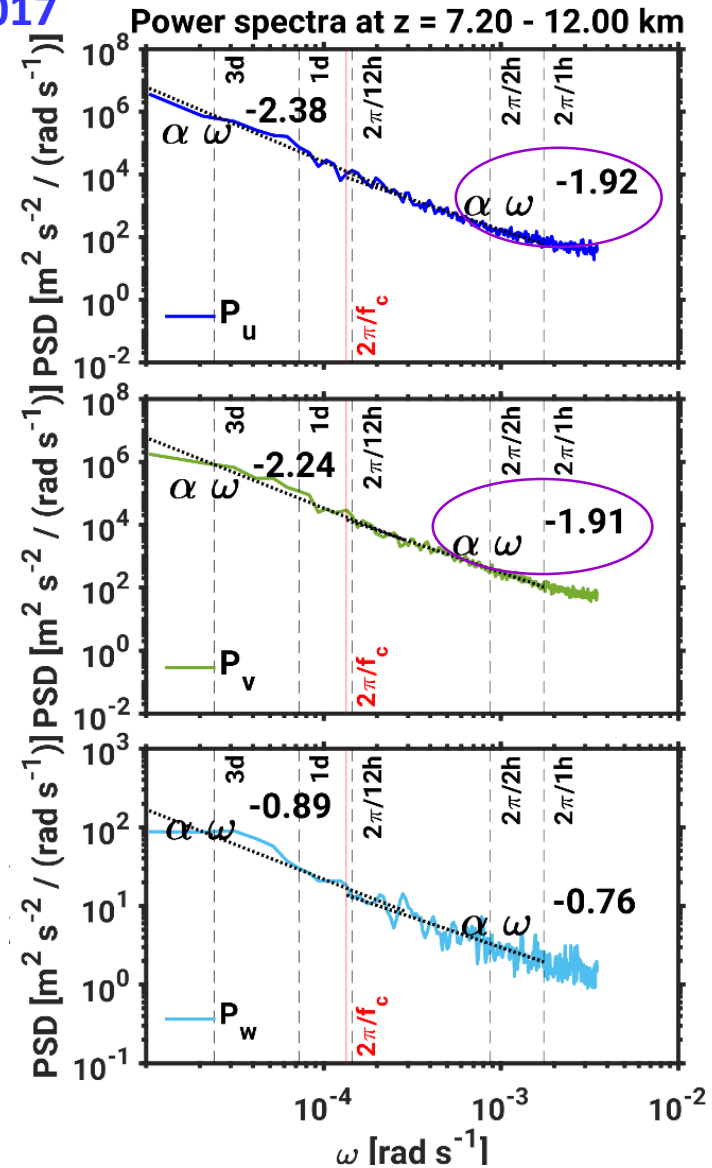 017
Power spectra at z = 7.20 - 12.00 km
PSD [m² s⁻² / (rad s⁻¹)]
10⁸
10⁶
10⁴
10²
10⁰
10⁻²
3d
1d
2π/12h
2π/2h
2π/1h
α ω
-2.38
α ω
-1.92
P_u
2π/f_c
PSD [m² s⁻² / (rad s⁻¹)]
10⁸
10⁶
10⁴
10²
10⁰
10⁻²
3d
1d
2π/12h
2π/2h
2π/1h
α ω
-2.24
α ω
-1.91
P_v
2π/f_c
PSD [m² s⁻² / (rad s⁻¹)]
10³
10²
10¹
10⁰
10⁻¹
3d
1d
2π/12h
2π/2h
2π/1h
α ω
-0.89
α ω
-0.76
P_w
2π/f_c
10⁻⁴
10⁻³
10⁻²
ω [rad s⁻¹]